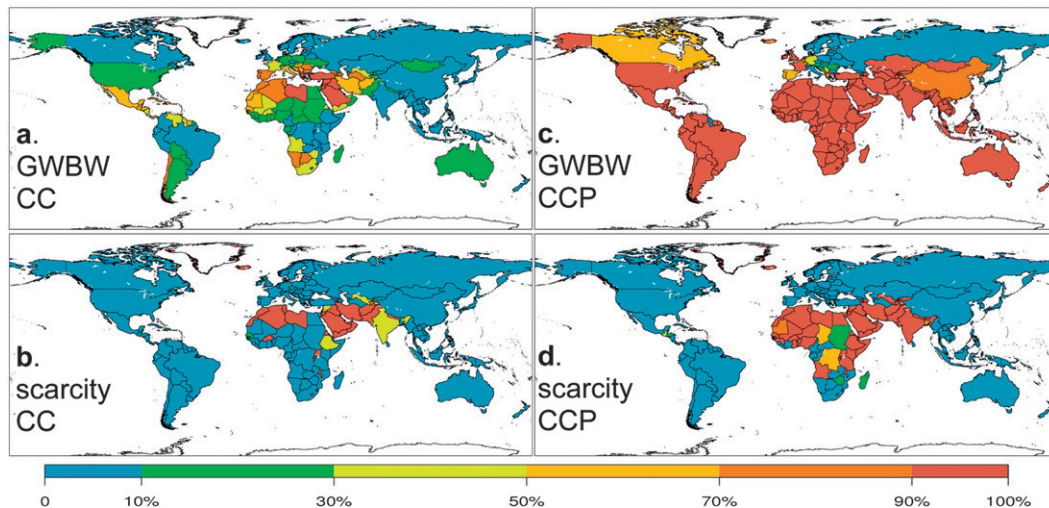 a.
GWBW
CC
c.
GWBW
CCP
b.
scarcity
CC
d.
scarcity
CCP
0 10% 30% 50% 70% 90% 100%